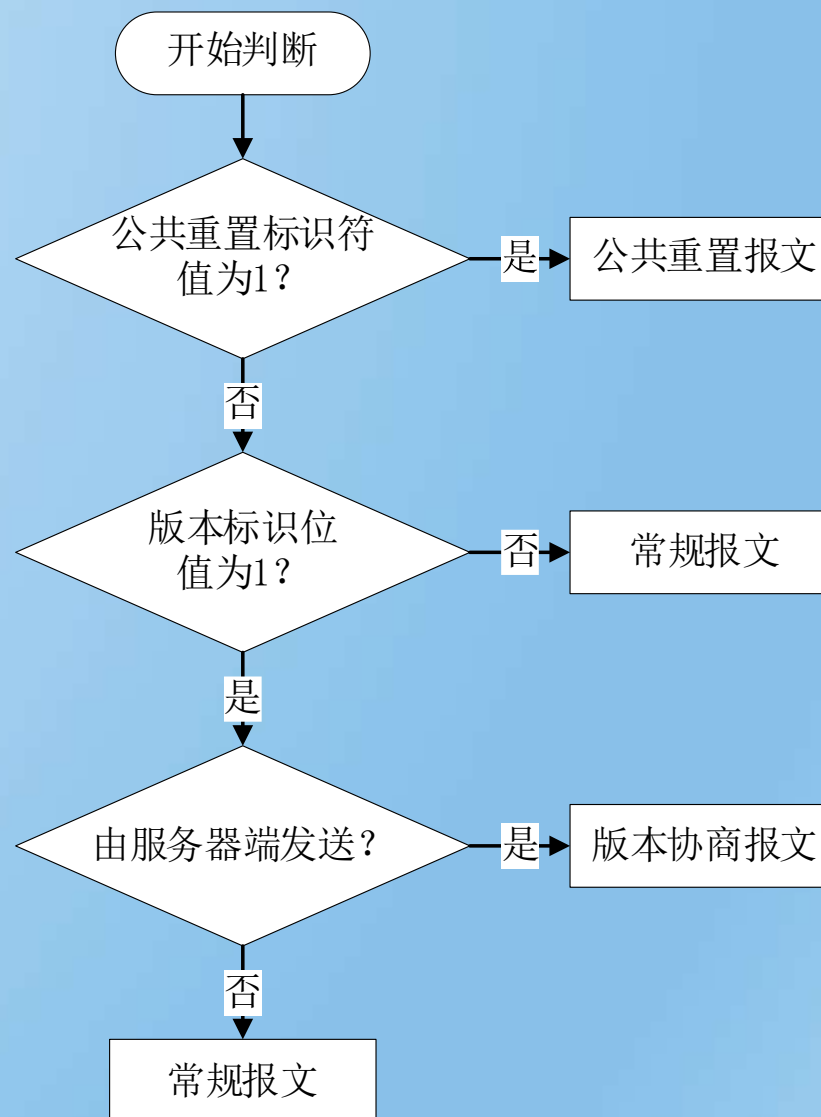 开始判断
公共重置标识符
值为1?
是
公共重置报文
否
版本标识位
值为1?
否
常规报文
是
由服务器端发送?
是
版本协商报文
否
常规报文